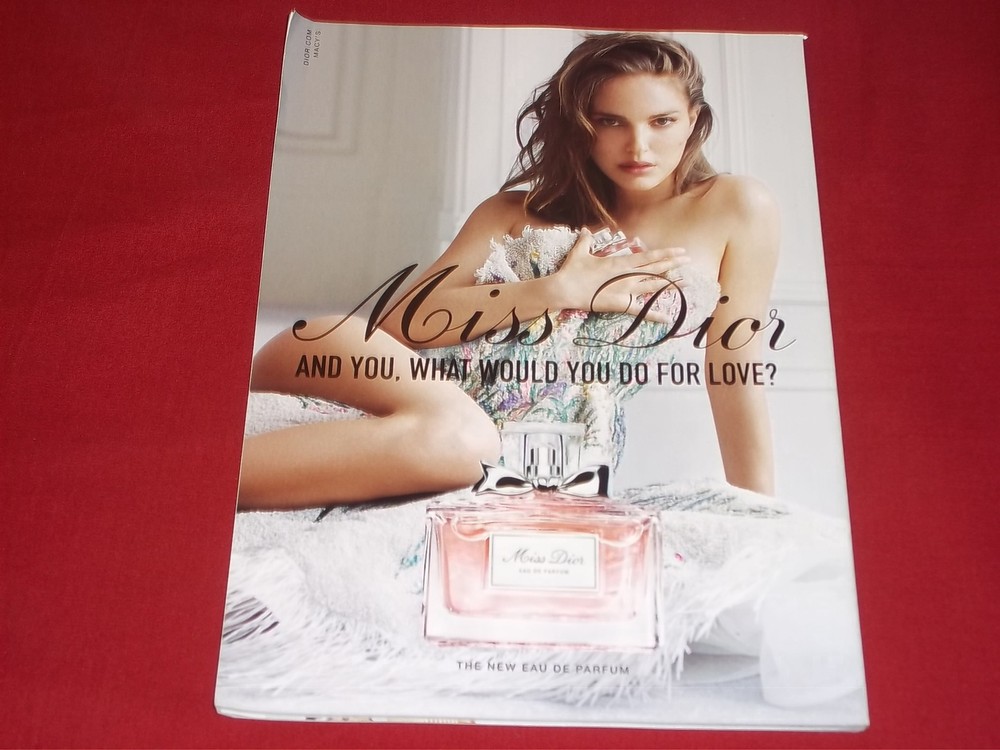 DIOR.COM
MACY'S
Miss Dior
AND YOU, WHAT WOULD YOU DO FOR LOVE?
Miss Dior
EAU DE PARFUM
THE NEW EAU DE PARFUM